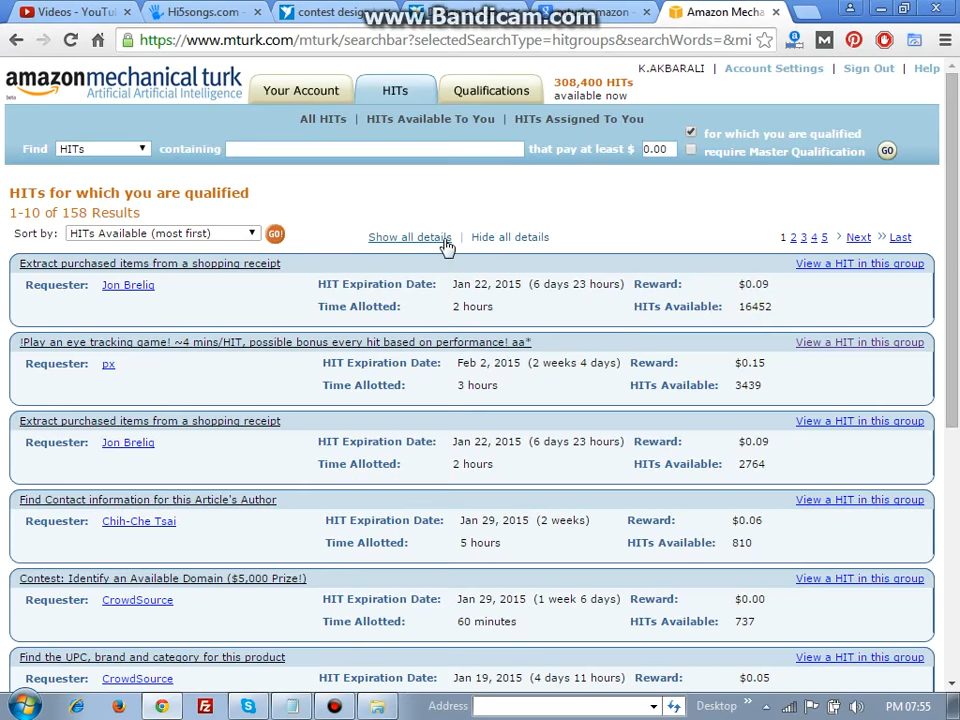 www.Bandicam.com
Videos - YouTu
Hi5songs.com
contest design
amazon
Amazon Mecha
https://www.mturk.com/mturk/searchbar?selectedSearchType=hitgroups&searchWords=&mi
amazonmechanical turk
beta
Artificial Artificial Intelligence
Your Account
HITs
Qualifications
308,400 HITs
available now
K.AKBARALI | Account Settings | Sign Out | Help
All HITs | HITs Available To You | HITs Assigned To You
Find HITs containing that pay at least $ 0.00
for which you are qualified
require Master Qualification
GO
HITs for which you are qualified
1-10 of 158 Results
Sort by: HITs Available (most first) GO! Show all details | Hide all details 1 2 3 4 5 › Next » Last
Extract purchased items from a shopping receipt View a HIT in this group
Requester: Jon Brelig HIT Expiration Date: Jan 22, 2015 (6 days 23 hours) Reward: $0.09
Time Allotted: 2 hours HITs Available: 16452
!Play an eye tracking game! ~4 mins/HIT, possible bonus every hit based on performance! aa* View a HIT in this group
Requester: px HIT Expiration Date: Feb 2, 2015 (2 weeks 4 days) Reward: $0.15
Time Allotted: 3 hours HITs Available: 3439
Extract purchased items from a shopping receipt View a HIT in this group
Requester: Jon Brelig HIT Expiration Date: Jan 22, 2015 (6 days 23 hours) Reward: $0.09
Time Allotted: 2 hours HITs Available: 2764
Find Contact information for this Article's Author View a HIT in this group
Requester: Chih-Che Tsai HIT Expiration Date: Jan 29, 2015 (2 weeks) Reward: $0.06
Time Allotted: 5 hours HITs Available: 810
Contest: Identify an Available Domain ($5,000 Prize!) View a HIT in this group
Requester: CrowdSource HIT Expiration Date: Jan 29, 2015 (1 week 6 days) Reward: $0.00
Time Allotted: 60 minutes HITs Available: 737
Find the UPC, brand and category for this product View a HIT in this group
Requester: CrowdSource HIT Expiration Date: Jan 19, 2015 (4 days 11 hours) Reward: $0.05
Address Desktop » PM 07:55